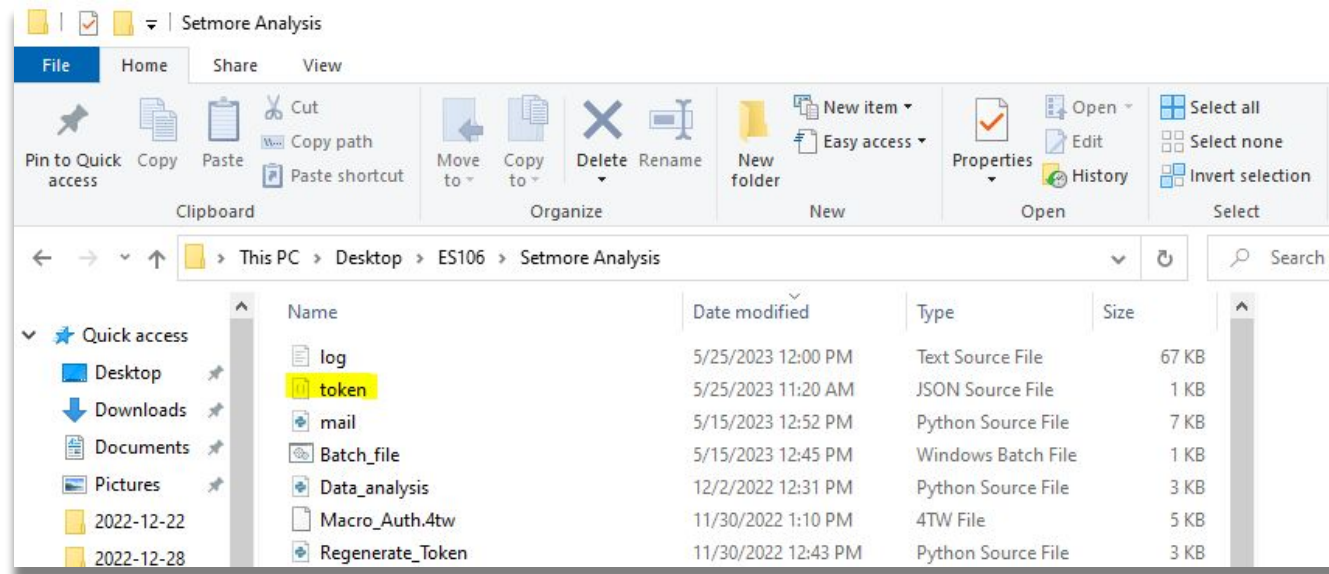 Setmore Analysis
File Home Share View
Pin to Quick access
Copy
Paste
Cut
Copy path
Paste shortcut
Clipboard
Move to
Copy to
Delete
Rename
Organize
New folder
New item
Easy access
New
Properties
Open
Edit
History
Open
Select all
Select none
Invert selection
Select
This PC > Desktop > ES106 > Setmore Analysis
Search
Quick access
Desktop
Downloads
Documents
Pictures
2022-12-22
2022-12-28
Name Date modified Type Size
log 5/25/2023 12:00 PM Text Source File 67 KB
token 5/25/2023 11:20 AM JSON Source File 1 KB
mail 5/15/2023 12:52 PM Python Source File 7 KB
Batch_file 5/15/2023 12:45 PM Windows Batch File 1 KB
Data_analysis 12/2/2022 12:31 PM Python Source File 3 KB
Macro_Auth.4tw 11/30/2022 1:10 PM 4TW File 5 KB
Regenerate_Token 11/30/2022 12:43 PM Python Source File 3 KB